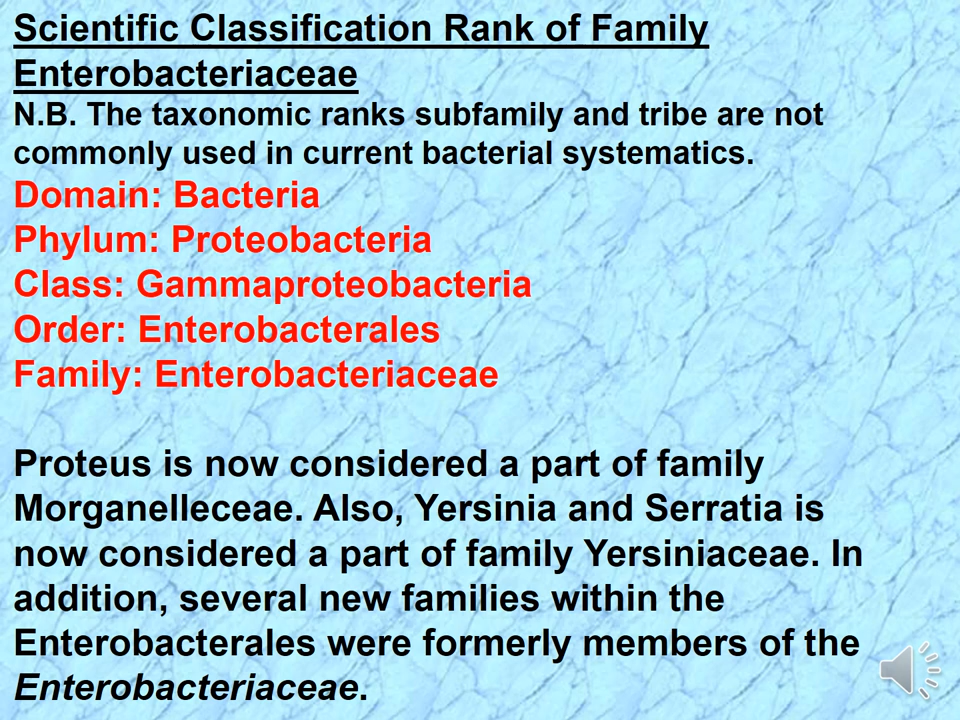 Scientific Classification Rank of Family
Enterobacteriaceae
N.B. The taxonomic ranks subfamily and tribe are not
commonly used in current bacterial systematics.
Domain: Bacteria
Phylum: Proteobacteria
Class: Gammaproteobacteria
Order: Enterobacterales
Family: Enterobacteriaceae
Proteus is now considered a part of family
Morganelleceae. Also, Yersinia and Serratia is
now considered a part of family Yersiniaceae. In
addition, several new families within the
Enterobacterales were formerly members of the
Enterobacteriaceae.